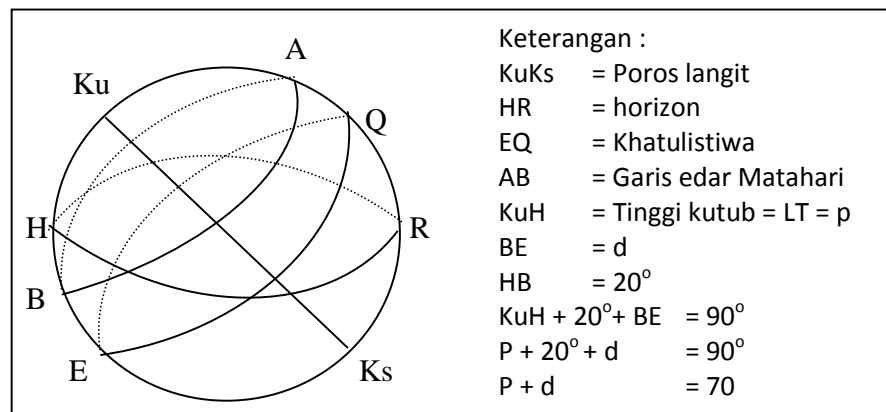 A
Ku
Q
H
R
B
E
Ks
Keterangan :
KuKs = Poros langit
HR = horizon
EQ = Khatulistiwa
AB = Garis edar Matahari
KuH = Tinggi kutub = LT = p
BE = d
HB = 20°
KuH + 20°+ BE = 90°
P + 20° + d = 90°
P + d = 70